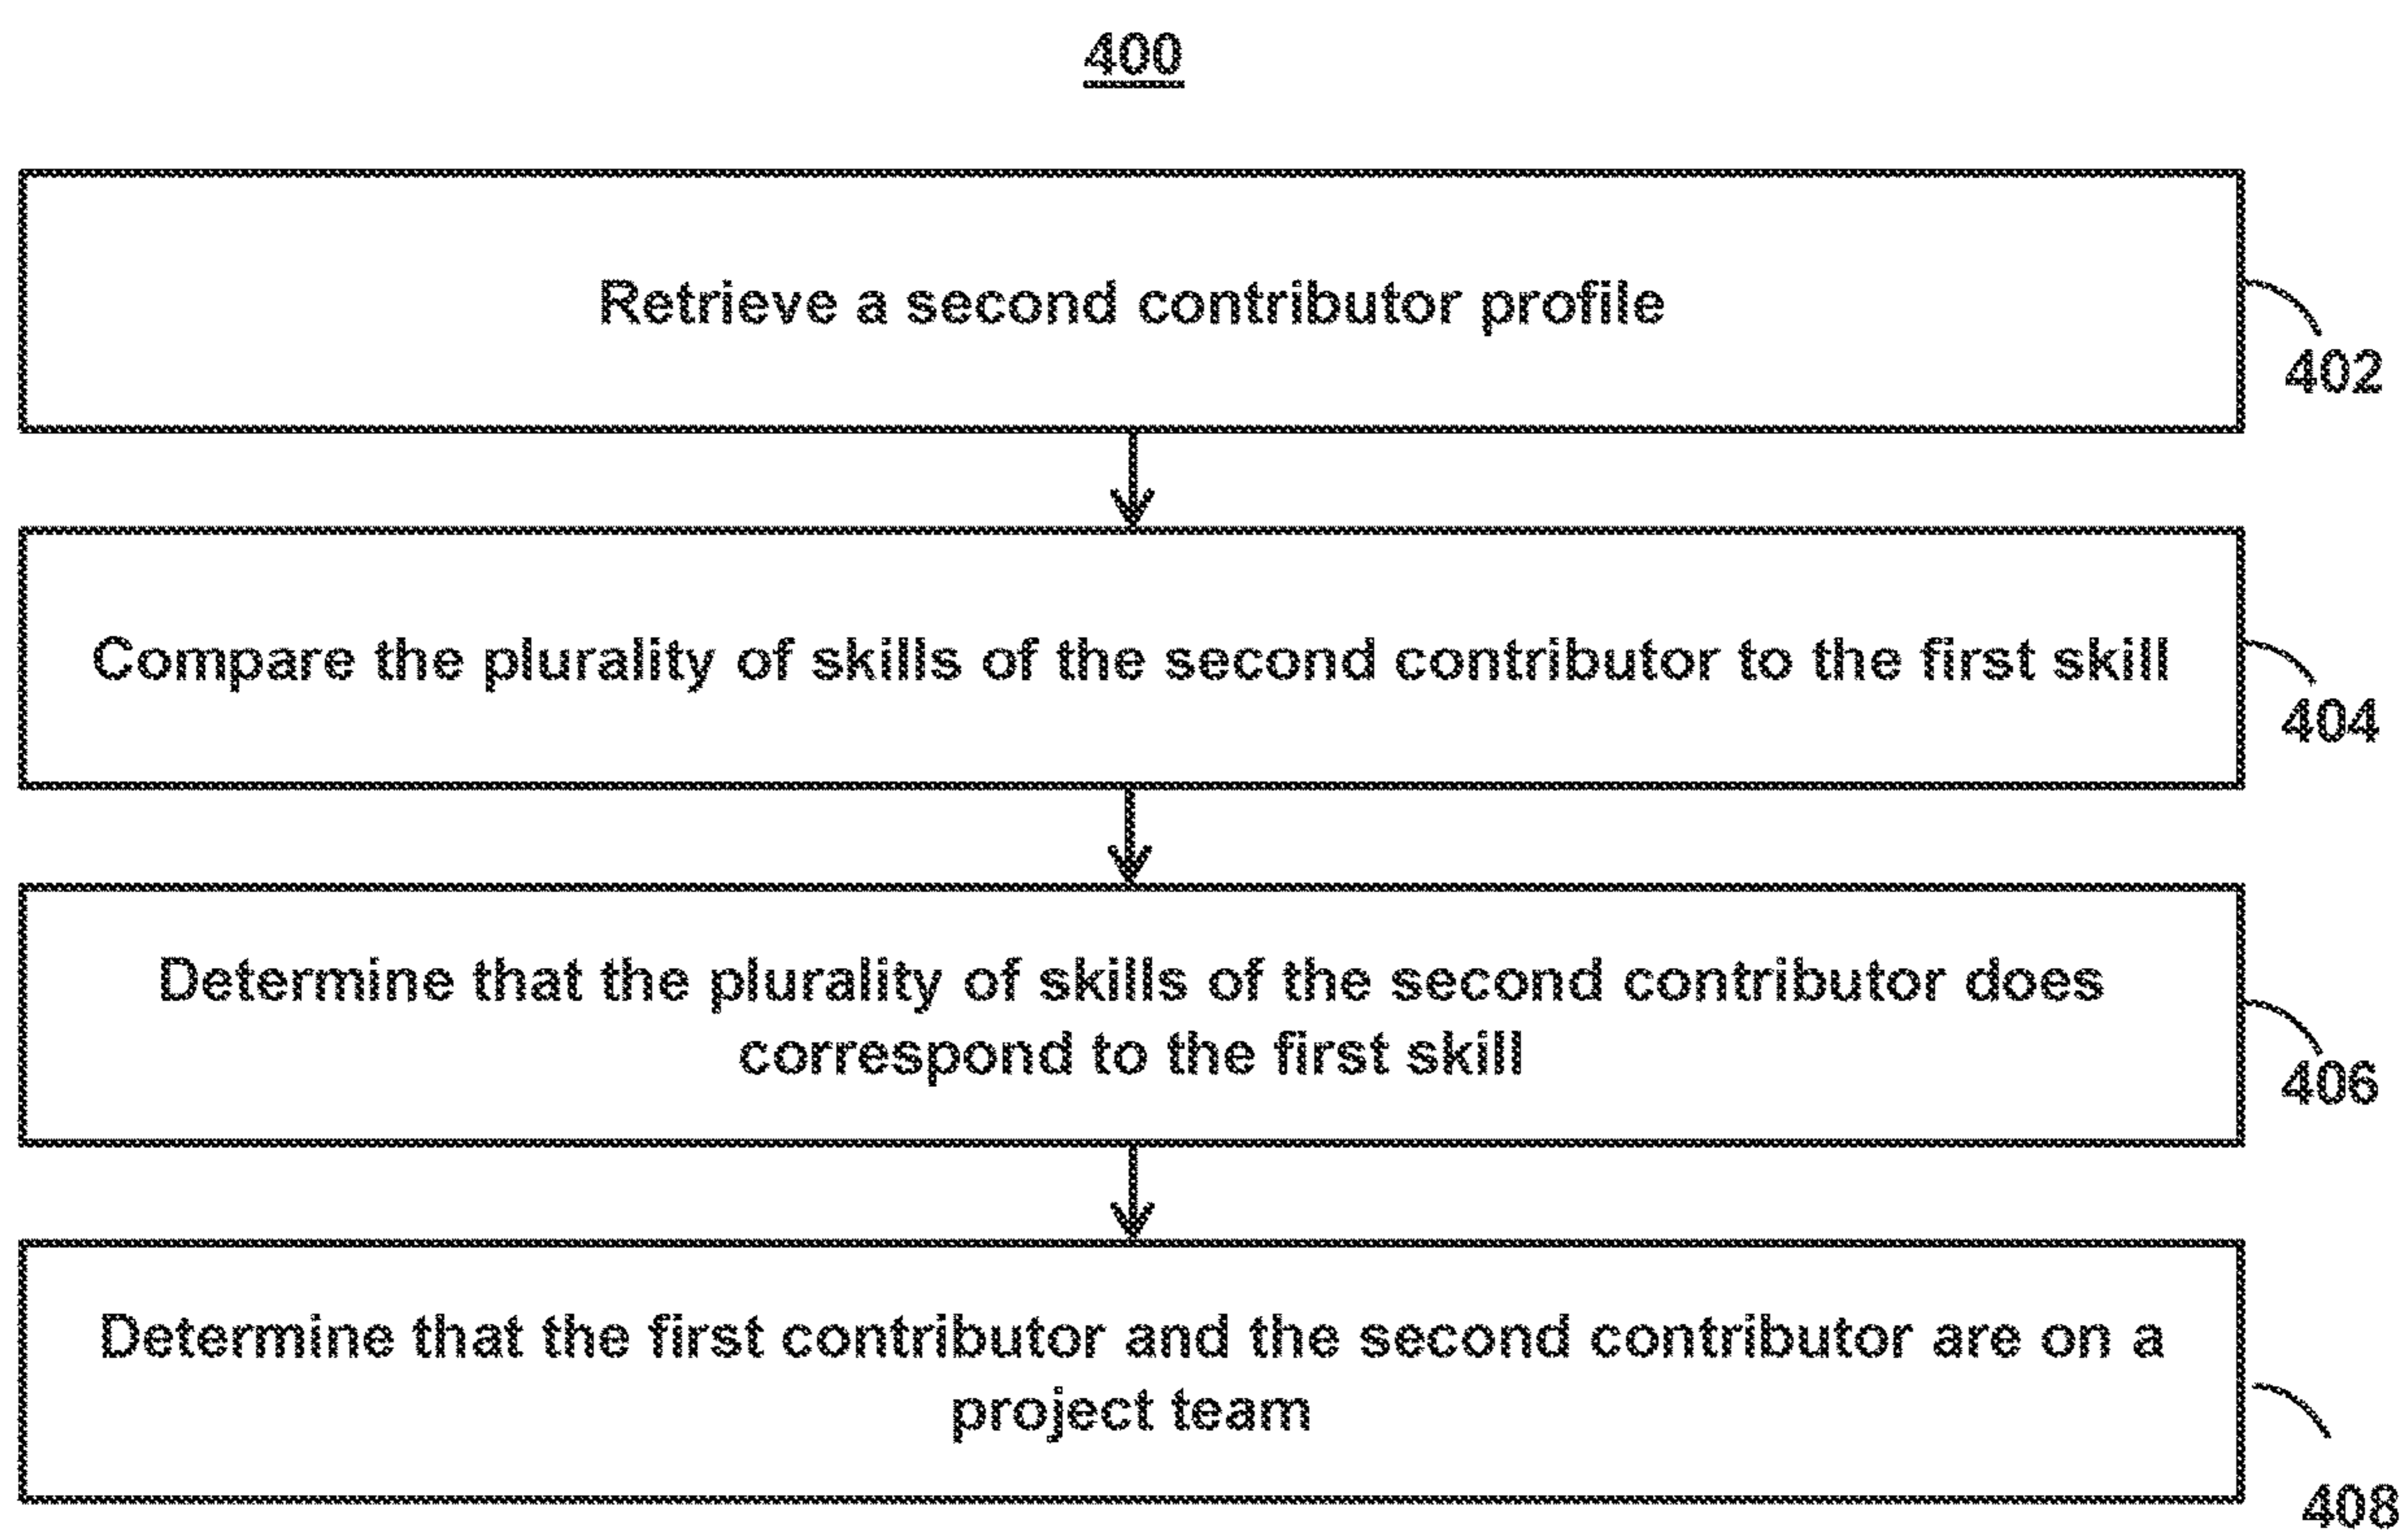 400
Retrieve a second contributor profile
402
Compare the plurality of skills of the second contributor to the first skill
404
Determine that the plurality of skills of the second contributor does
correspond to the first skill
406
Determine that the first contributor and the second contributor are on a
project team
408